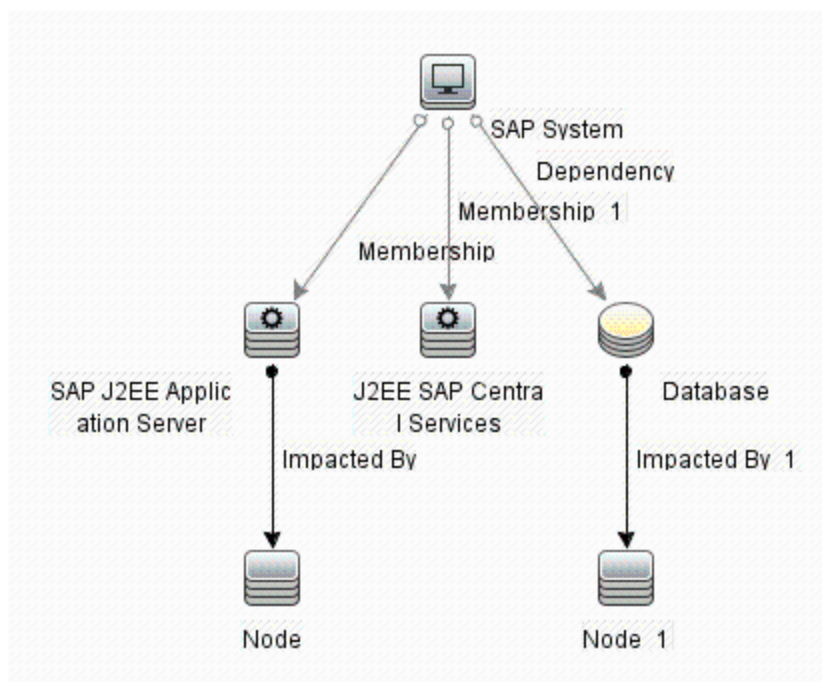 SAP System
Dependency
Membership 1
Membership
SAP J2EE Applic
ation Server
J2EE SAP Centra
l Services
Database
Impacted By
Impacted By 1
Node
Node 1